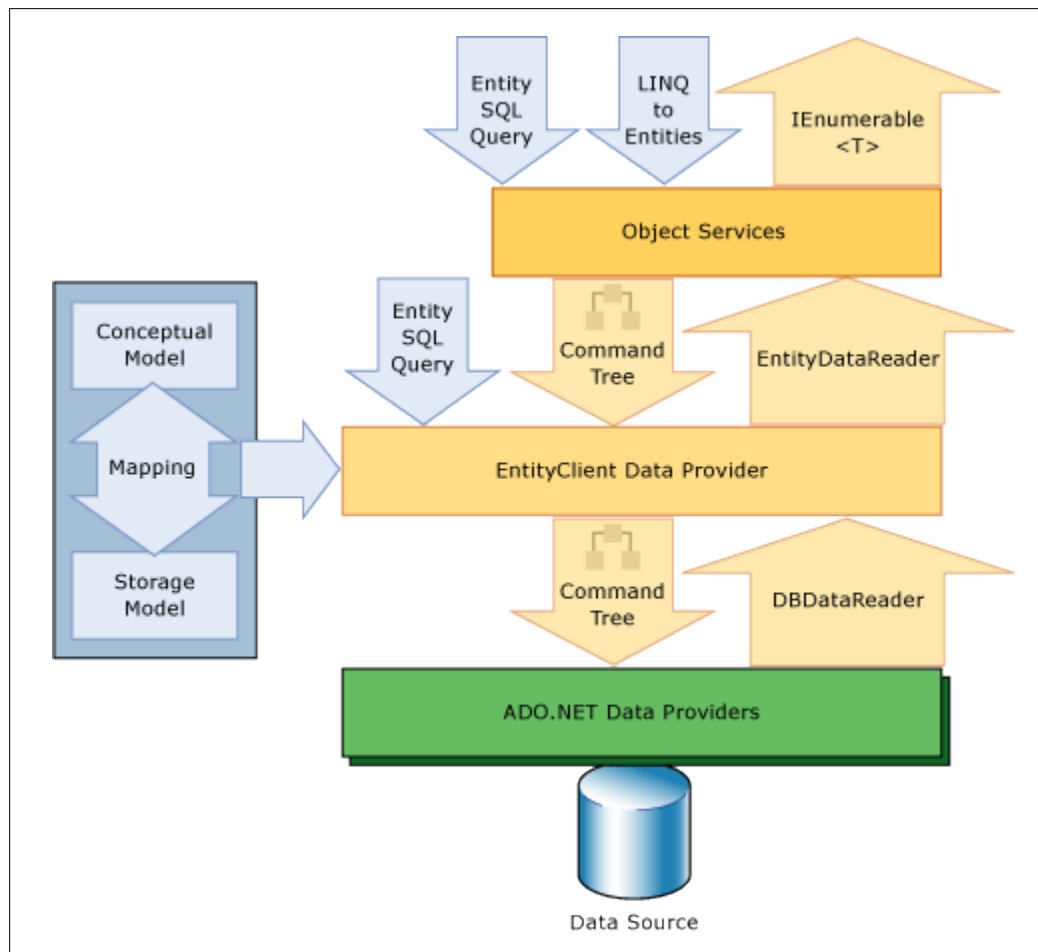 Entity
SQL
Query
LINQ
to
Entities
IEnumerable
<T>
Object Services
Entity
SQL
Query
Command
Tree
EntityDataReader
Conceptual
Model
Mapping
Storage
Model
EntityClient Data Provider
Command
Tree
DBDataReader
ADO.NET Data Providers
Data Source